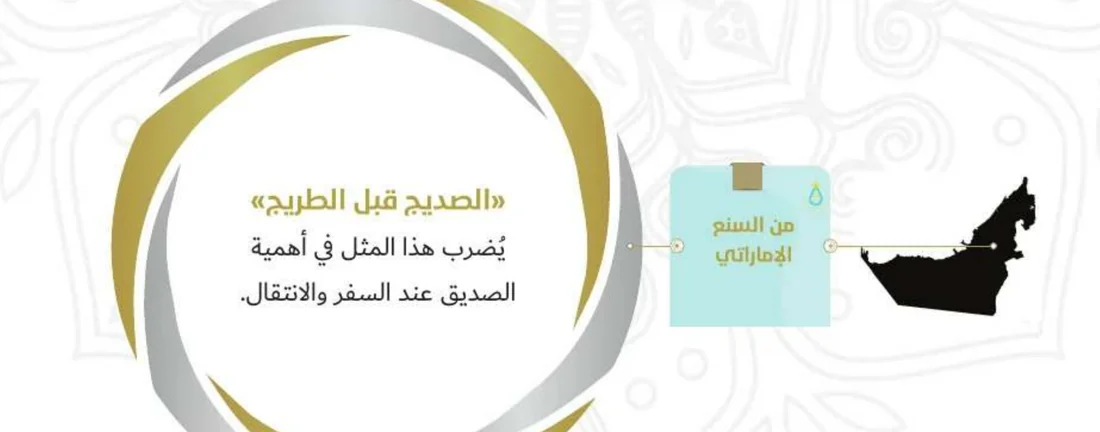 من السنع
الإماراتي
«الصديج قبل الطريج»
يُضرب هذا المثل في أهمية
الصديق عند السفر والانتقال.